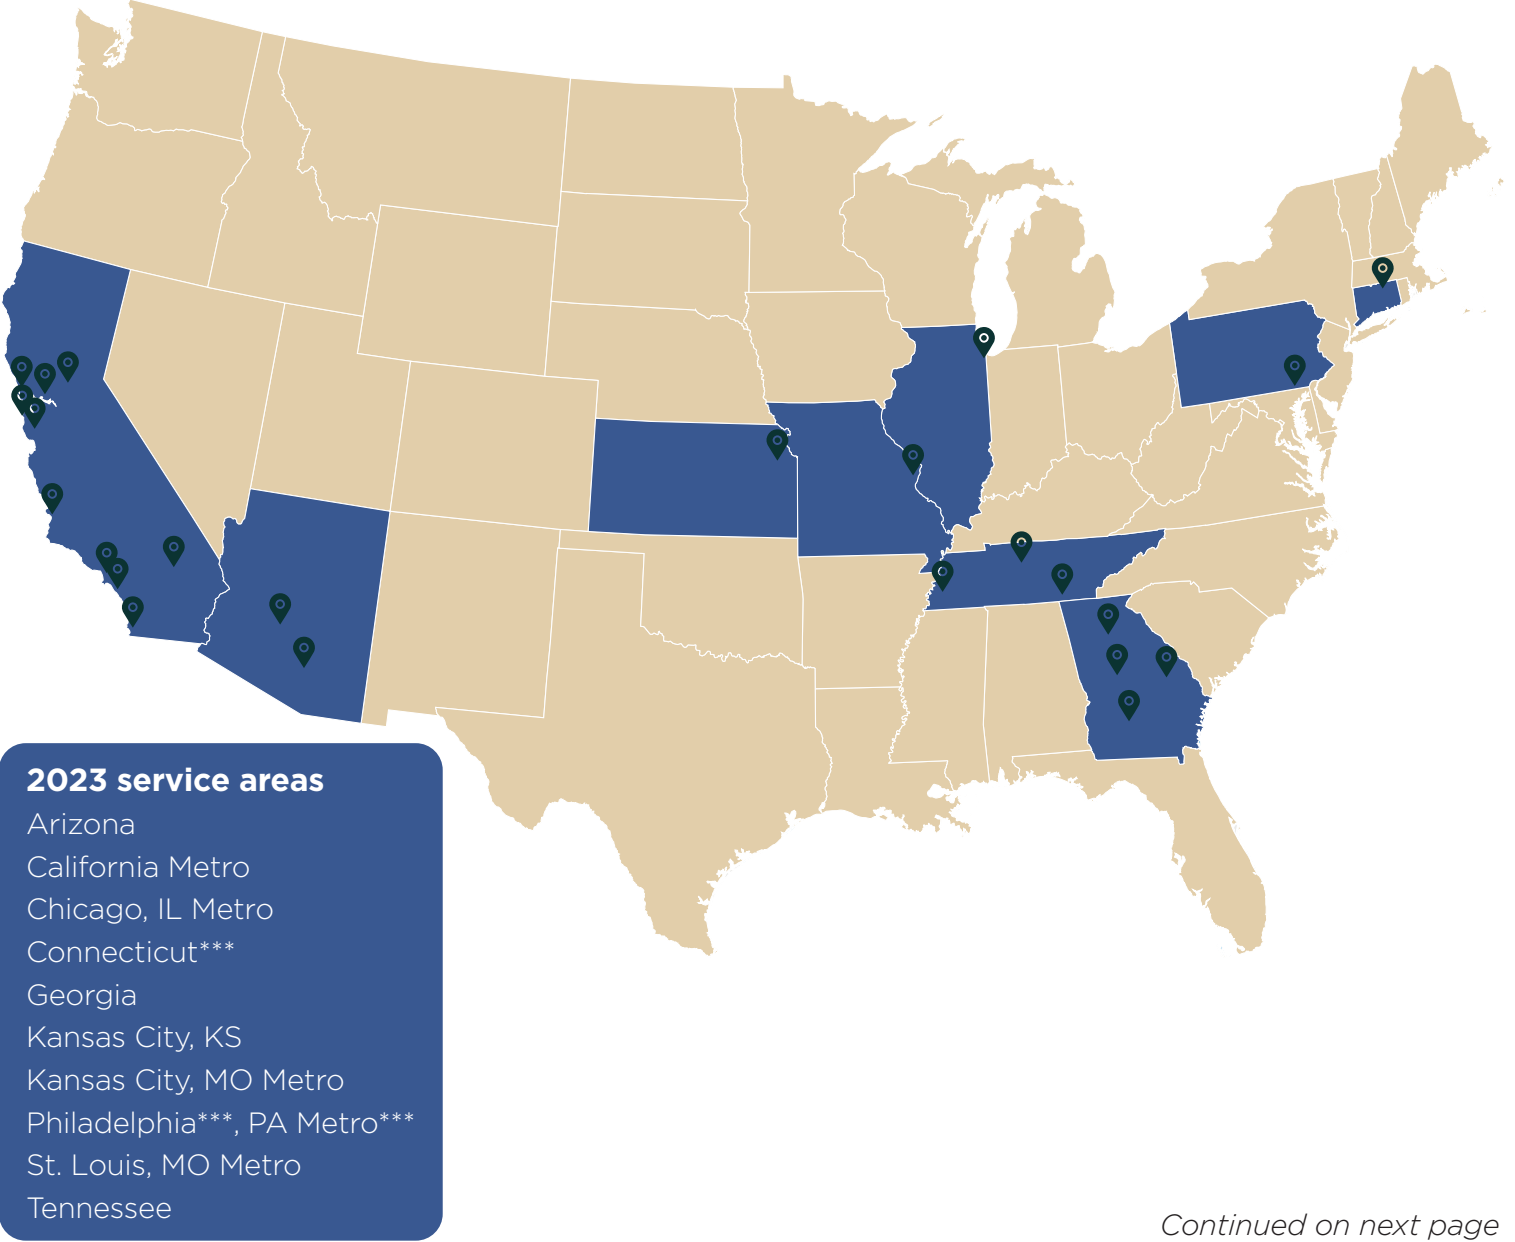 2023 service areas
Arizona
California Metro
Chicago, IL Metro
Connecticut***
Georgia
Kansas City, KS
Kansas City, MO Metro
Philadelphia***, PA Metro***
St. Louis, MO Metro
Tennessee
Continued on next page